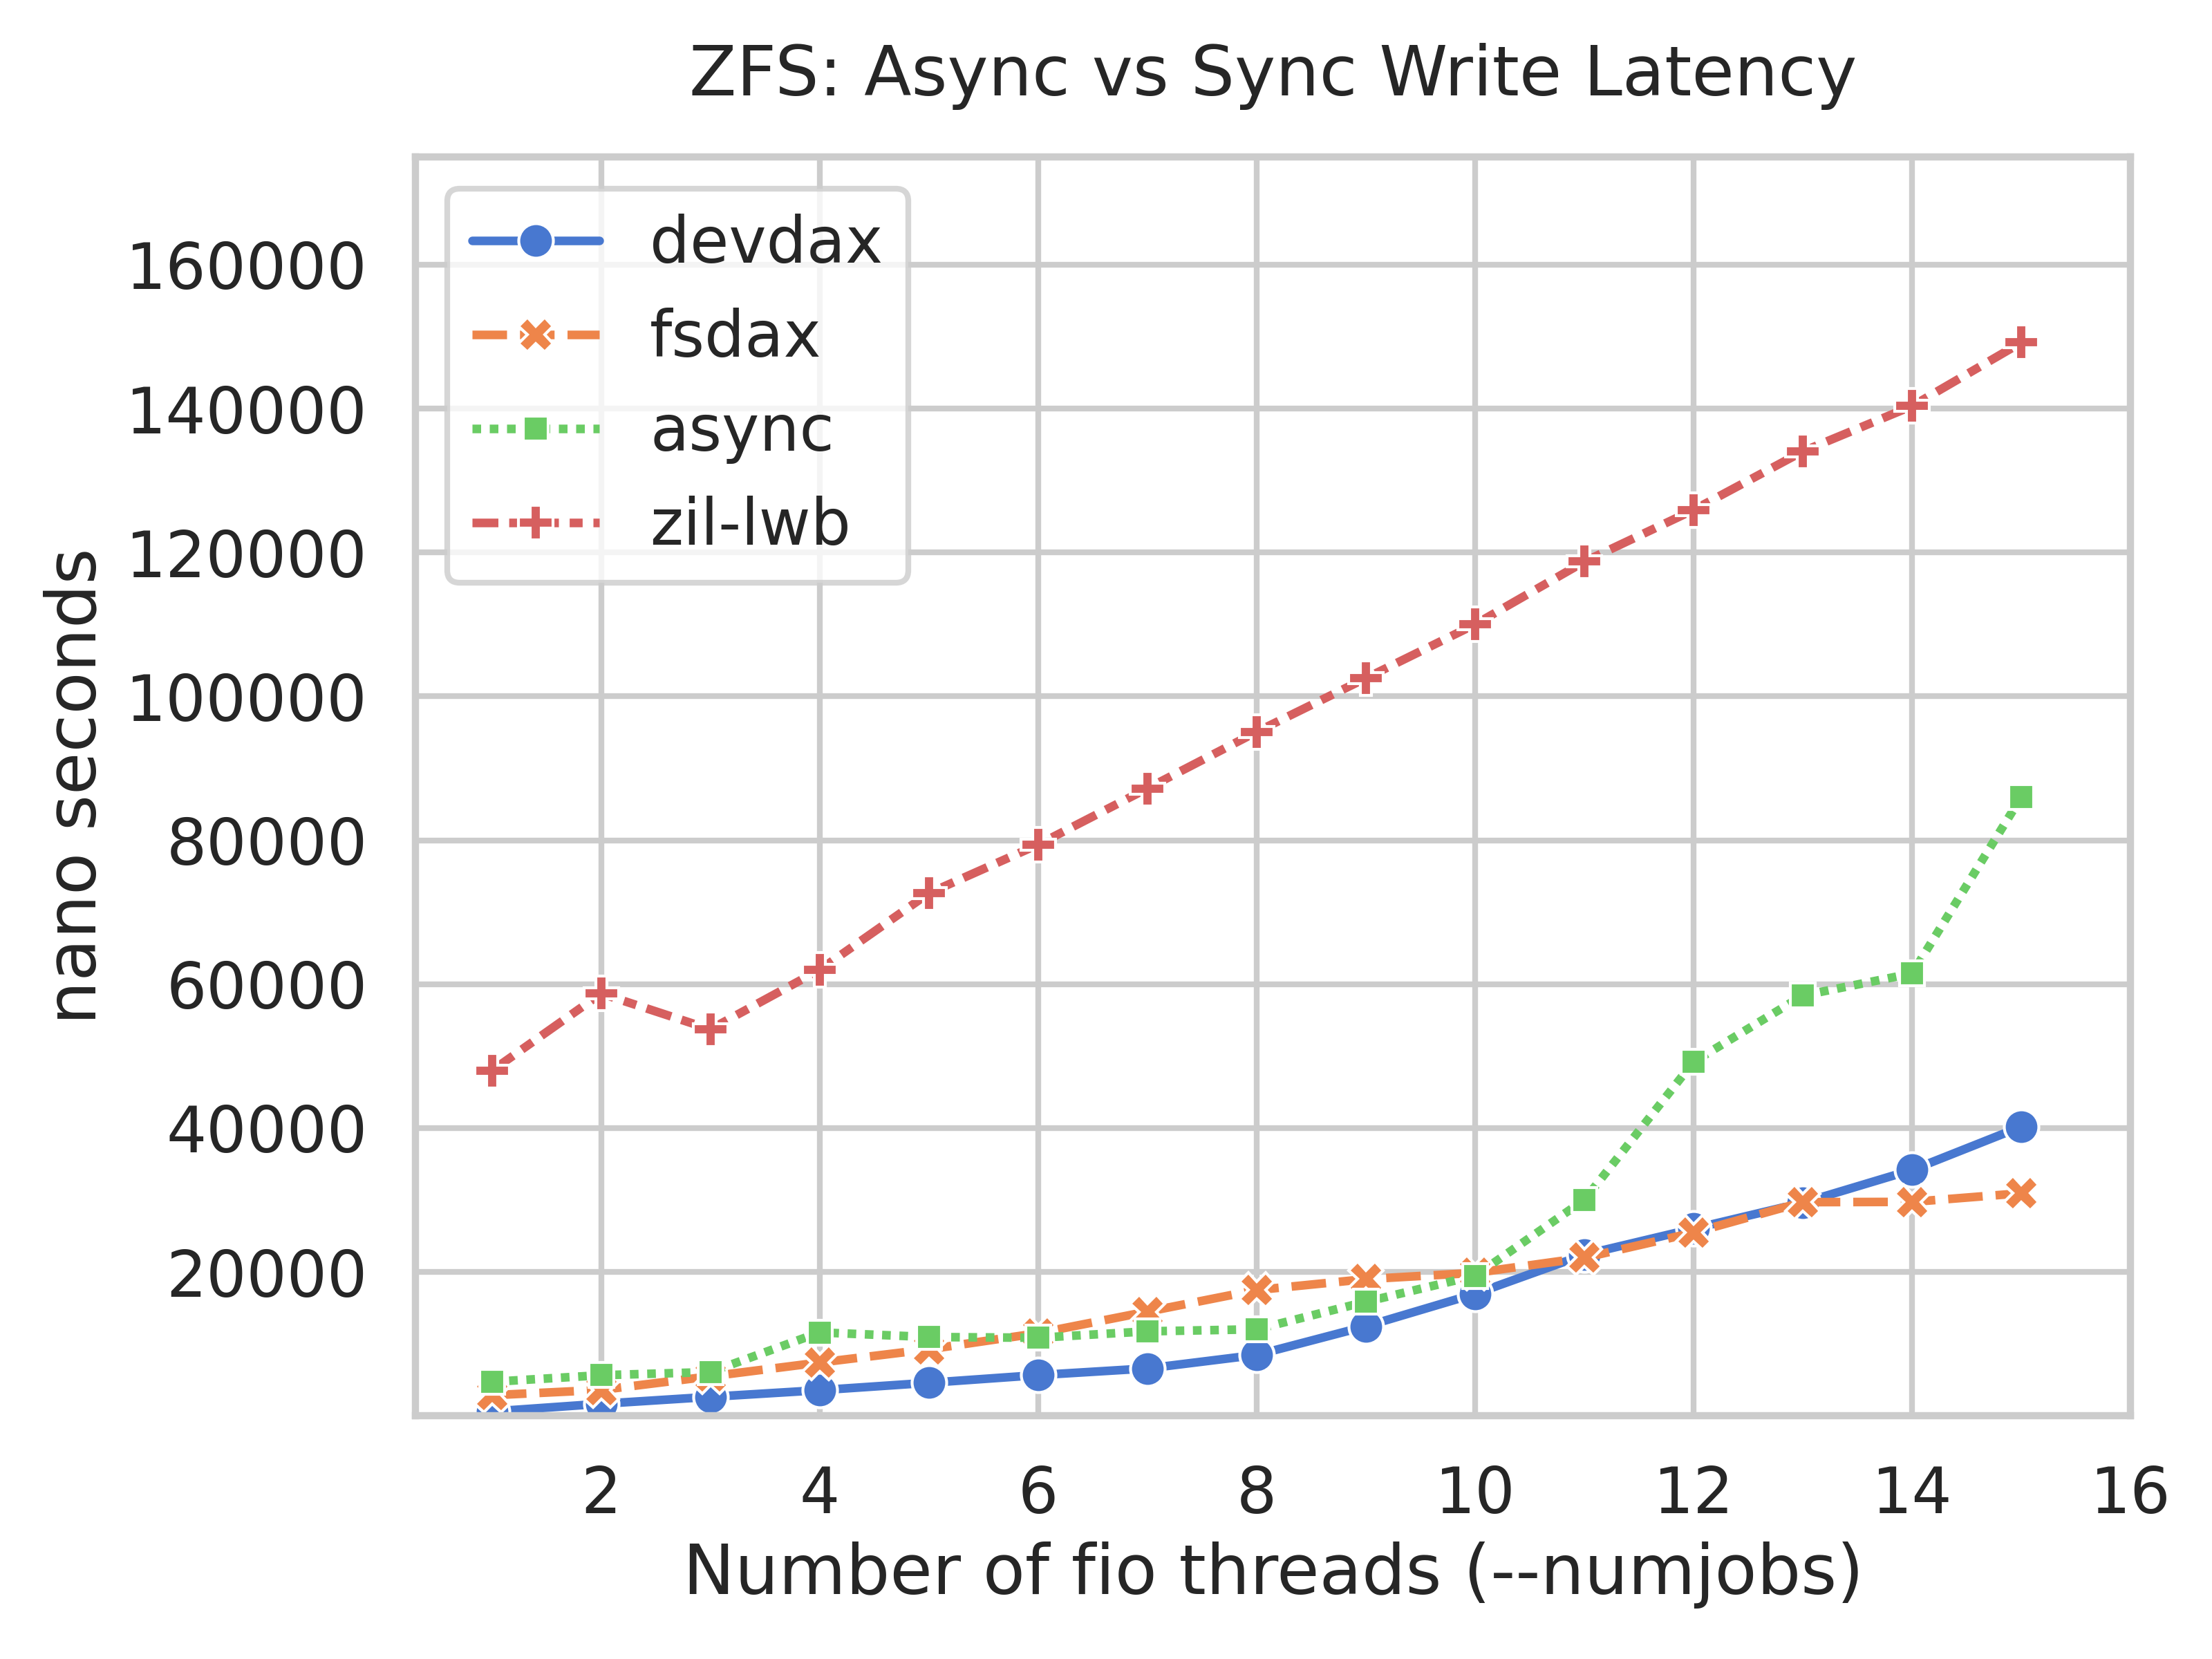 ZFS: Async vs Sync Write Latency
devdax
fsdax
async
zil-lwb
160000
140000
120000
100000
80000
60000
40000
20000
nano seconds
2 4 6 8 10 12 14 16
Number of fio threads (--numjobs)